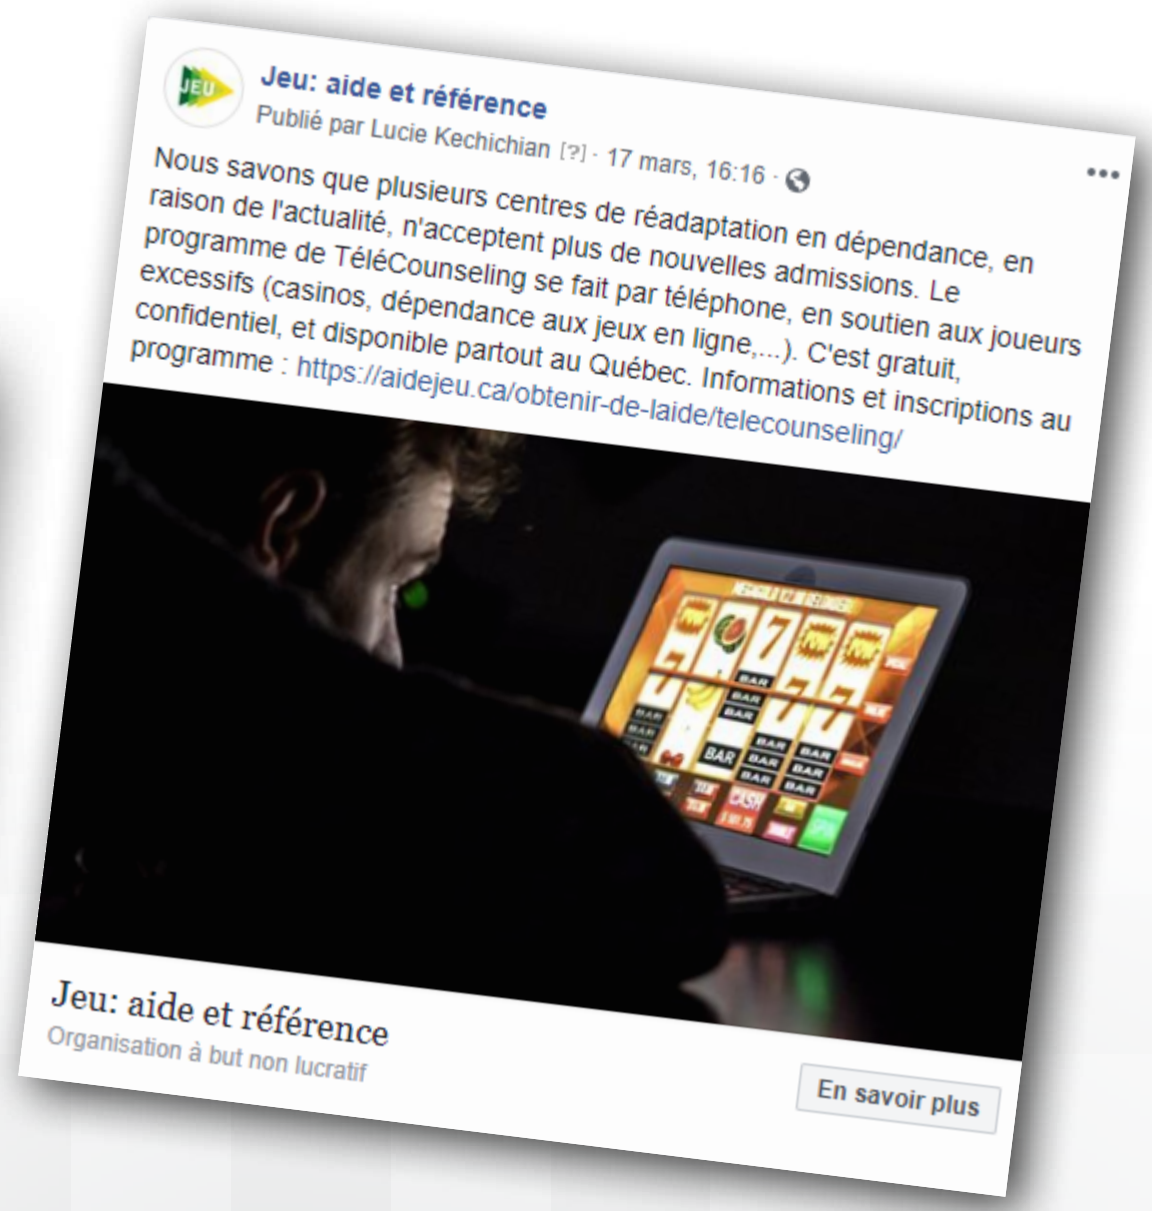 JEU
Jeu: aide et référence
Publié par Lucie Kechichian [?] · 17 mars, 16:16 ·
Nous savons que plusieurs centres de réadaptation en dépendance, en
raison de l'actualité, n'acceptent plus de nouvelles admissions. Le
programme de TéléCounseling se fait par téléphone, en soutien aux joueurs
excessifs (casinos, dépendance aux jeux en ligne,...). C'est gratuit,
confidentiel, et disponible partout au Québec. Informations et inscriptions au
programme : https://aidejeu.ca/obtenir-de-laide/telecounseling/
7
BAR
BAR
BAR
BAR
BAR
BAR
BAR
BAR
BAR
BAR
CASH
Jeu: aide et référence
Organisation à but non lucratif
En savoir plus